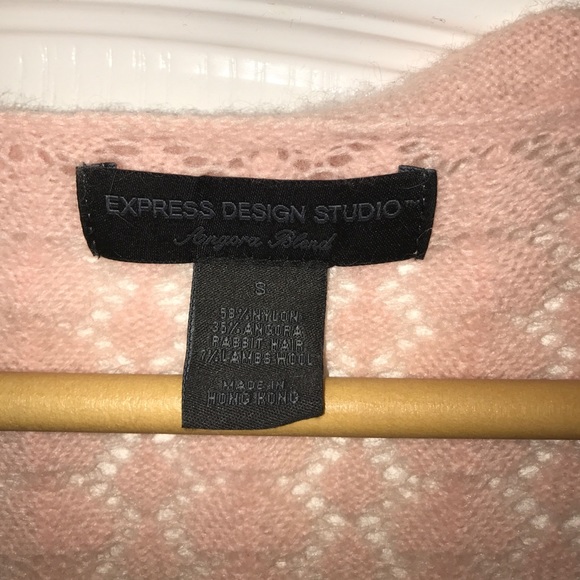 EXPRESS DESIGN STUDIO™
Angora Blend
S
58% NYLON
35% ANGORA
RABBIT HAIR
7% LAMBS WOOL
MADE IN
HONG KONG